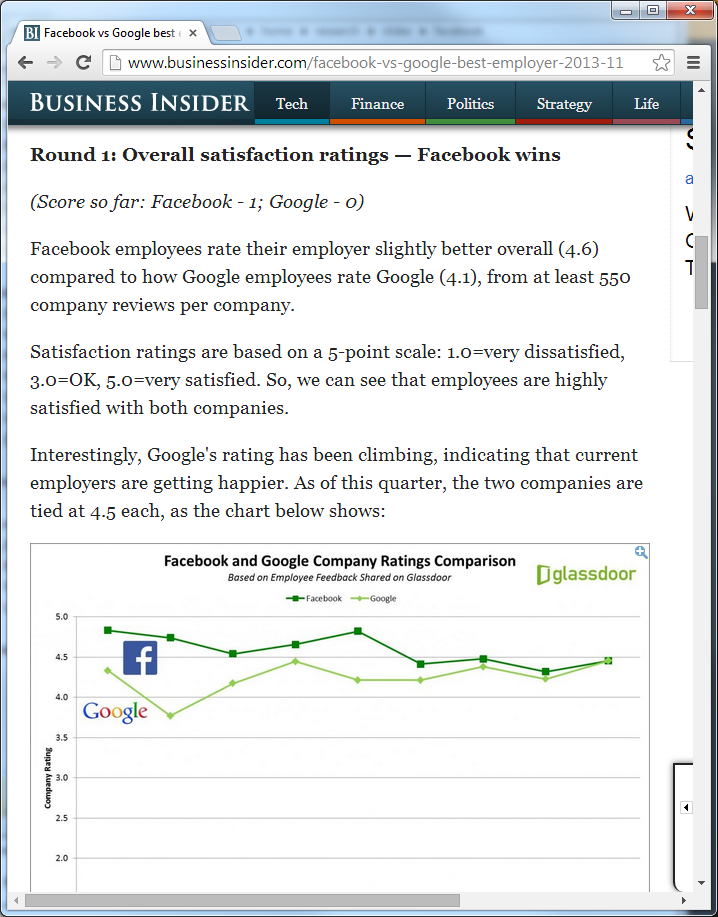 BI Facebook vs Google best
www.businessinsider.com/facebook-vs-google-best-employer-2013-11
BUSINESS INSIDER Tech Finance Politics Strategy Life
Round 1: Overall satisfaction ratings — Facebook wins
(Score so far: Facebook - 1; Google - 0)
Facebook employees rate their employer slightly better overall (4.6)
compared to how Google employees rate Google (4.1), from at least 550
company reviews per company.
Satisfaction ratings are based on a 5-point scale: 1.0=very dissatisfied,
3.0=OK, 5.0=very satisfied. So, we can see that employees are highly
satisfied with both companies.
Interestingly, Google's rating has been climbing, indicating that current
employers are getting happier. As of this quarter, the two companies are
tied at 4.5 each, as the chart below shows:
Facebook and Google Company Ratings Comparison
Based on Employee Feedback Shared on Glassdoor
glassdoor
Facebook Google
5.0
4.5
f
4.0
Google
3.5
Company Rating
3.0
2.5
2.0